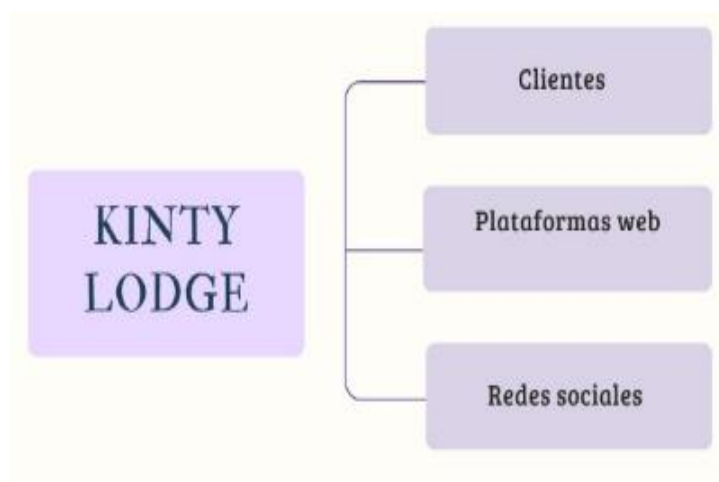 KINTY
LODGE
Clientes
Plataformas web
Redes sociales